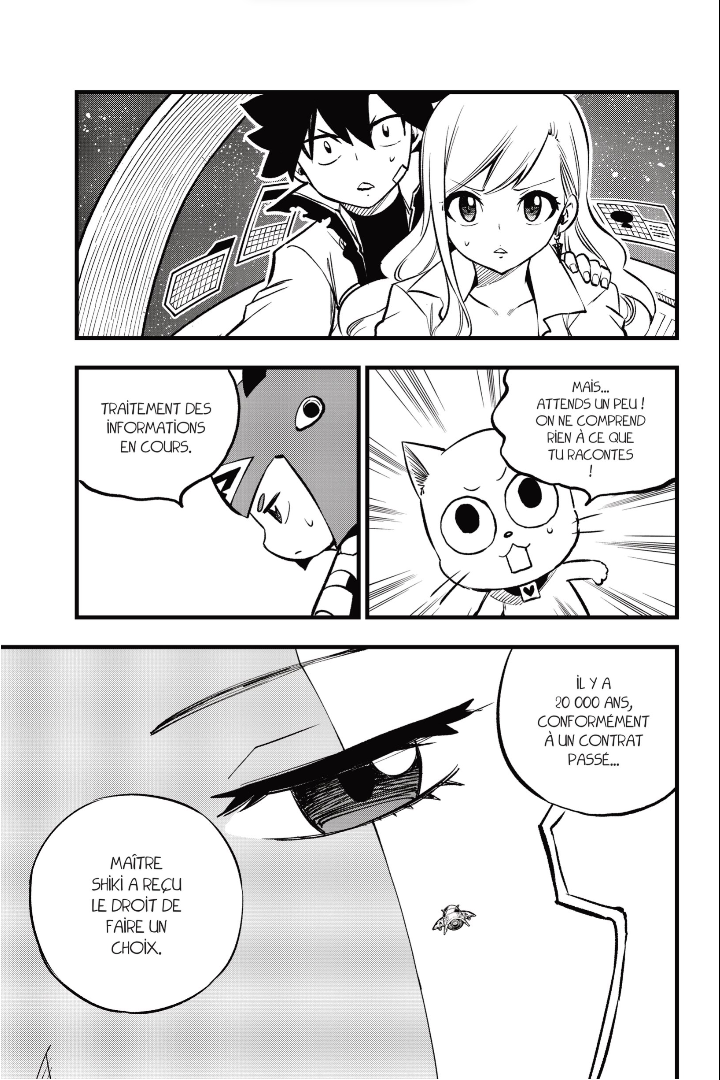 MAIS...
ATTENDS UN PEU !
ON NE COMPREND
RIEN À CE QUE
TU RACONTES
!
TRAITEMENT DES
INFORMATIONS
EN COURS.
IL Y A
20 000 ANS,
CONFORMÉMENT
À UN CONTRAT
PASSÉ...
MAÎTRE
SHIKI A REÇU
LE DROIT DE
FAIRE UN
CHOIX.